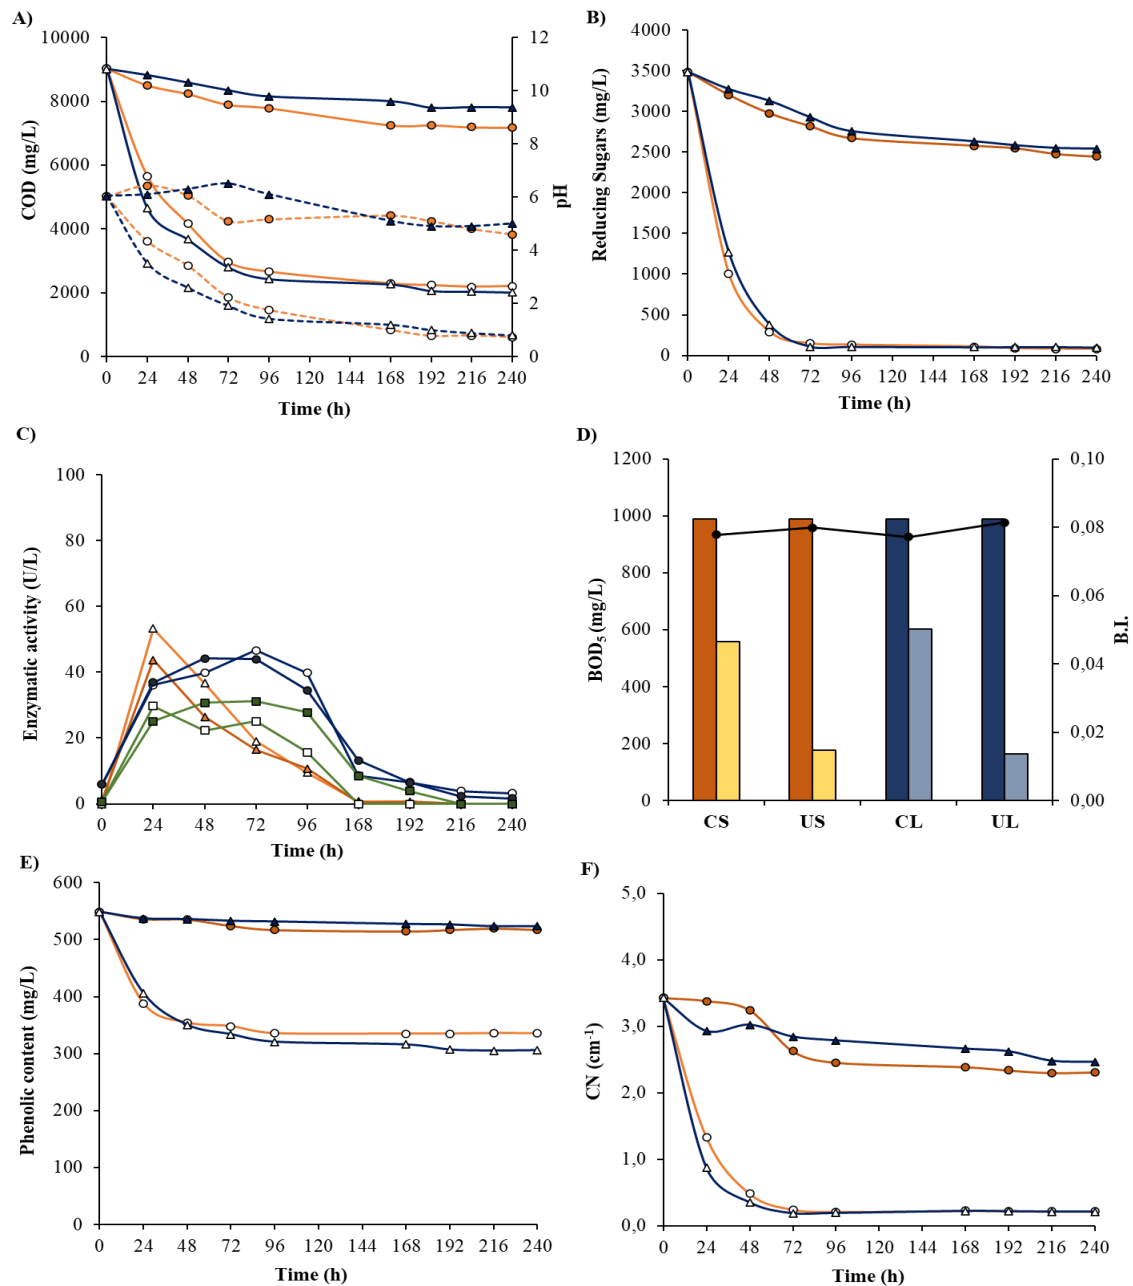 A)
10000
8000
6000
4000
2000
0
COD (mg/L)
12
10
8
6
4
2
0
pH
0 24 48 72 96 120 144 168 192 216 240
Time (h)
B)
4000
3500
3000
2500
2000
1500
1000
500
0
Reducing Sugars (mg/L)
0 24 48 72 96 120 144 168 192 216 240
Time (h)
C)
100
80
60
40
20
0
Enzymatic activity (U/L)
0 24 48 72 96 168 192 216 240
Time (h)
D)
1200
1000
800
600
400
200
0
BOD5 (mg/L)
0,10
0,08
0,06
0,04
0,02
0,00
B.I.
CS US CL UL
E)
600
500
400
300
200
100
0
Phenolic content (mg/L)
0 24 48 72 96 120 144 168 192 216 240
Time (h)
F)
5,0
4,0
3,0
2,0
1,0
0,0
CN (cm-1)
0 24 48 72 96 120 144 168 192 216 240
Time (h)